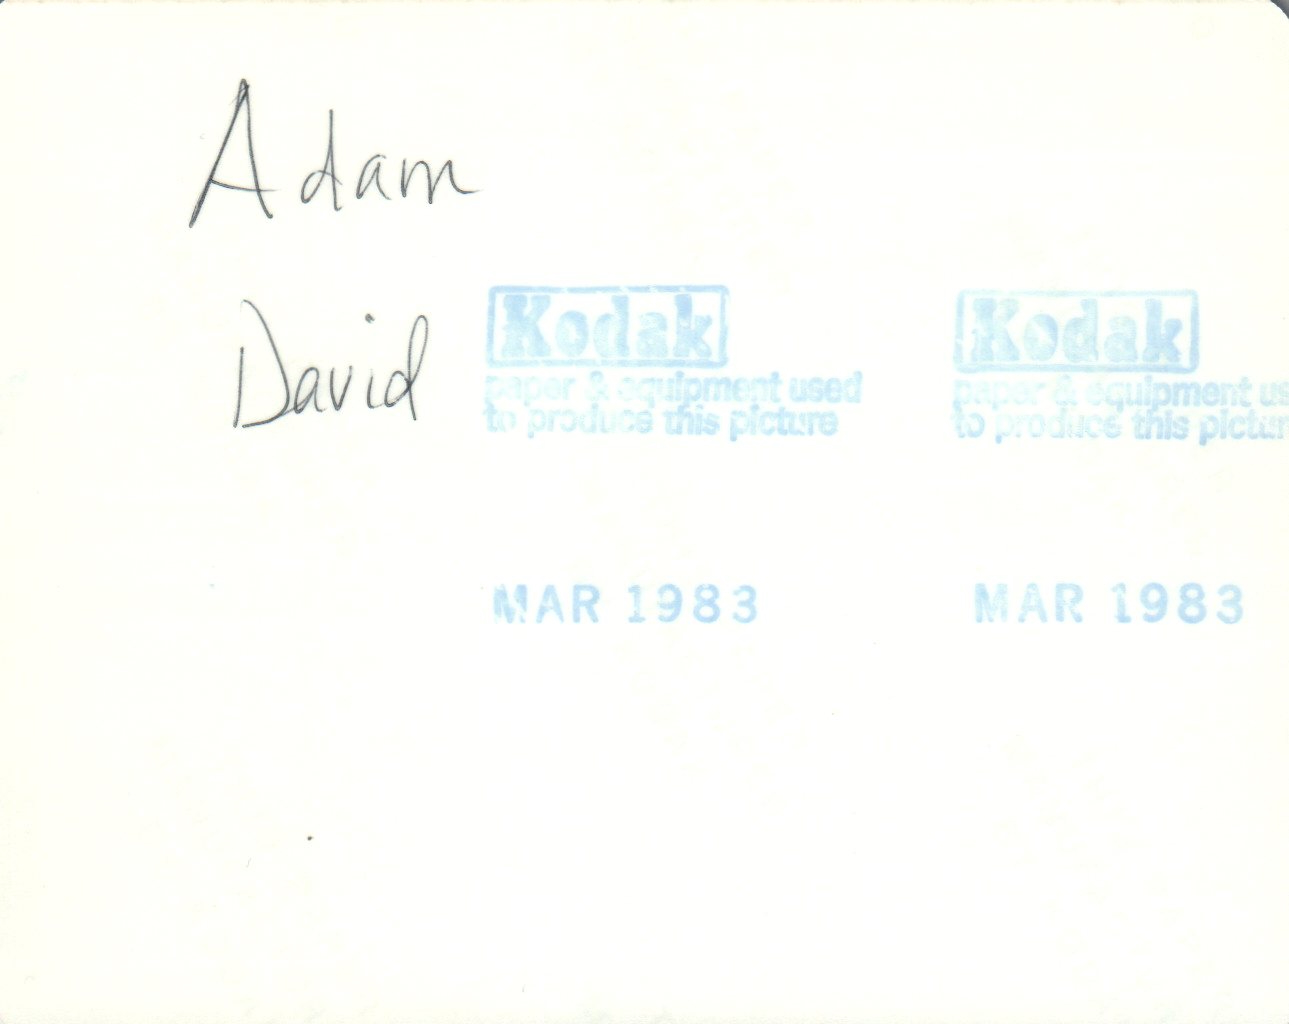 Adam
David
Kodak Kodak
paper & equipment used paper & equipment us
to produce this picture to produce this pictur
MAR 1983 MAR 1983